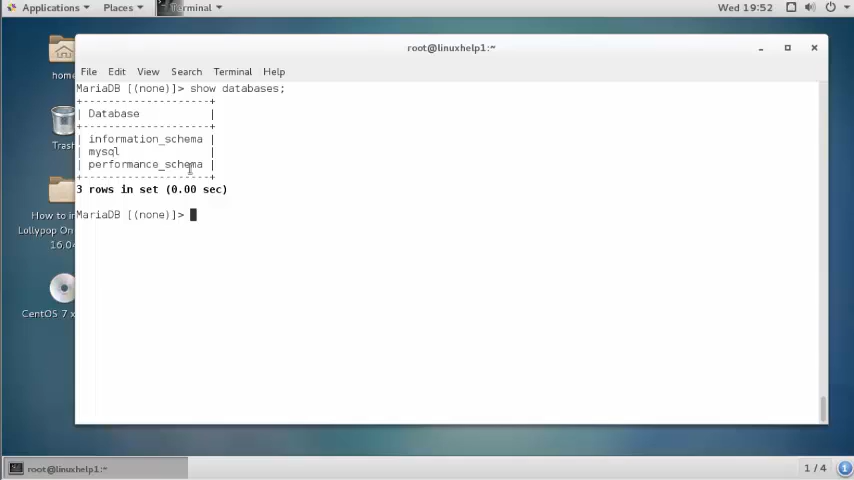 Applications Places Terminal Wed 19:52
root@linuxhelp1:~
File Edit View Search Terminal Help
MariaDB [(none)]> show databases;
+--------------------+
| Database           |
+--------------------+
| information_schema |
| mysql              |
| performance_schema |
+--------------------+
3 rows in set (0.00 sec)
MariaDB [(none)]>
home
Trash
How to in
Lollypop On
16.04
CentOS 7 x
root@linuxhelp1:~ 1 / 4 1